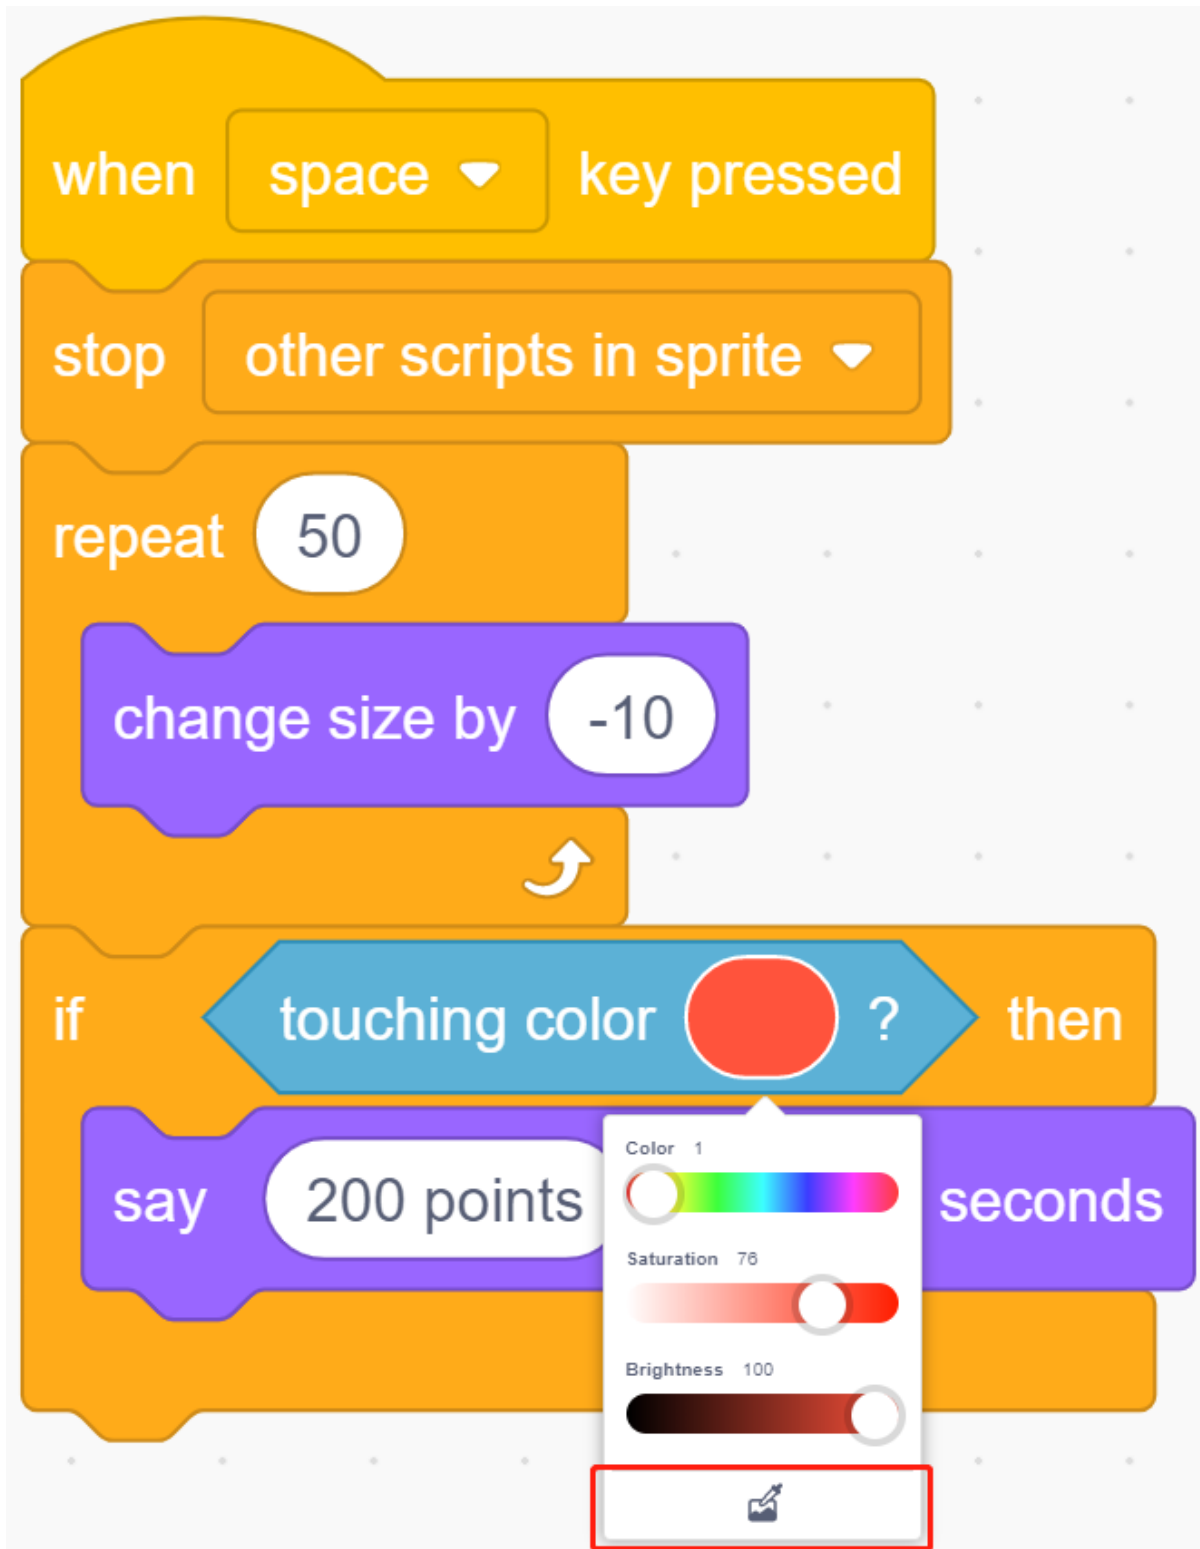 when space key pressed
stop other scripts in sprite
repeat 50
change size by -10
if touching color ? then
Color 1
say 200 points seconds
Saturation 76
Brightness 100